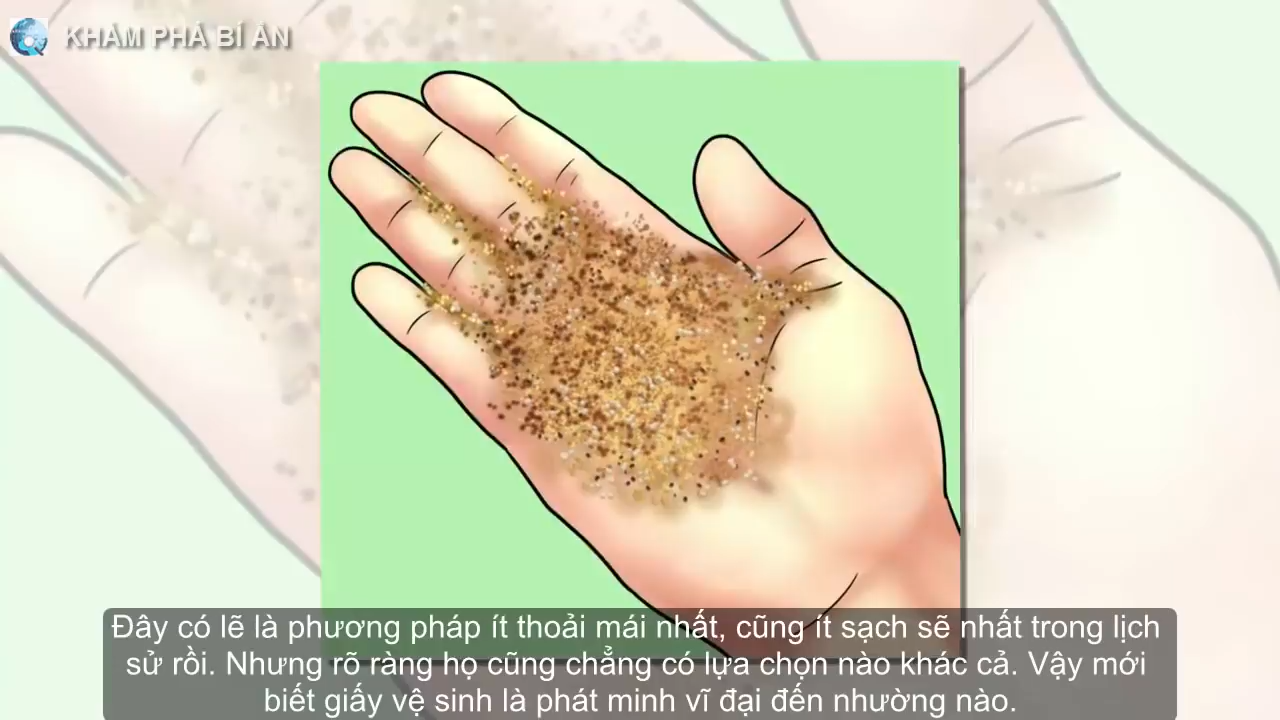 KHÁM PHÁ BÍ ẨN
Đây có lẽ là phương pháp ít thoải mái nhất, cũng ít sạch sẽ nhất trong lịch
sử rồi. Nhưng rõ ràng họ cũng chẳng có lựa chọn nào khác cả. Vậy mới
biết giấy vệ sinh là phát minh vĩ đại đến nhường nào.